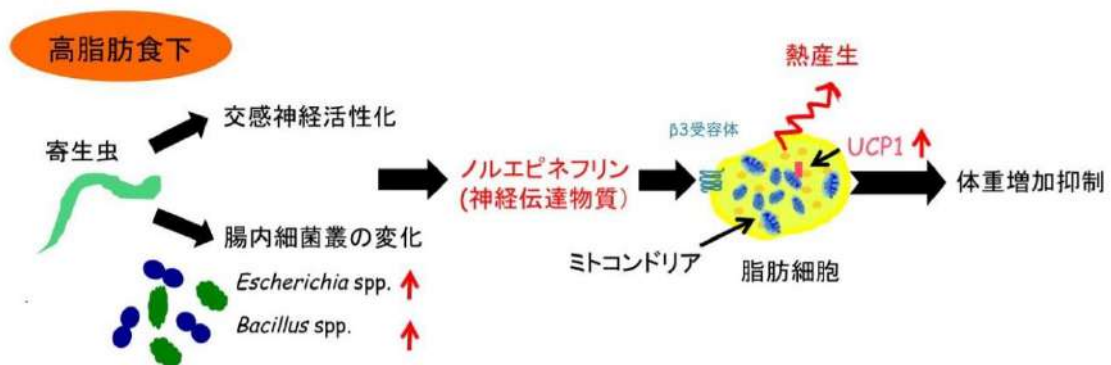 高脂肪食下
寄生虫
交感神経活性化
腸内細菌叢の変化
Escherichia spp.
Bacillus spp.
ノルエピネフリン
(神経伝達物質)
β3受容体
熱産生
UCP1
ミトコンドリア
脂肪細胞
体重増加抑制